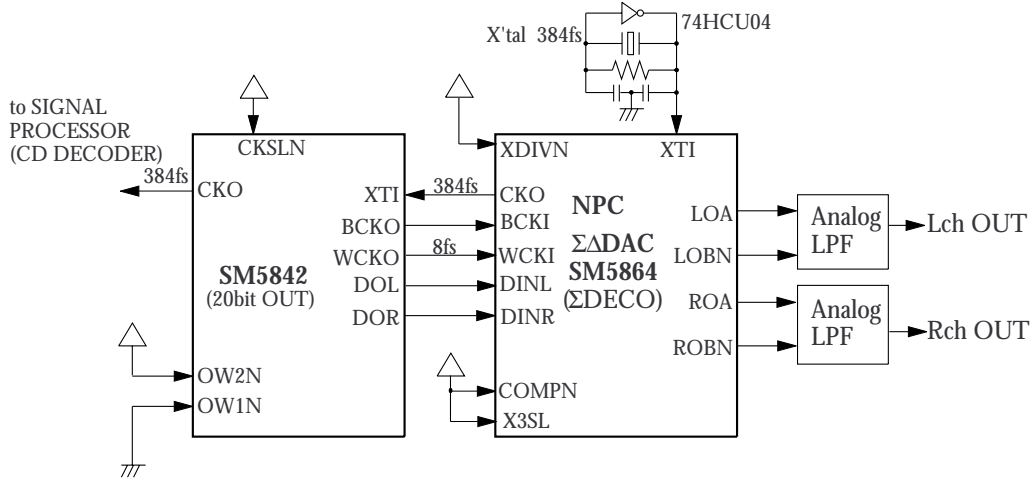 X'tal 384fs
74HCU04
to SIGNAL
PROCESSOR
(CD DECODER)
384fs
CKSLN
CKO
XTI
BCKO
WCKO
DOL
DOR
SM5842
(20bit OUT)
OW2N
OW1N
384fs
8fs
XDIVN
XTI
CKO
BCKI
WCKI
DINL
DINR
NPC
ΣΔDAC
SM5864
(ΣDECO)
COMPN
X3SL
LOA
LOBN
ROA
ROBN
Analog
LPF
Lch OUT
Analog
LPF
Rch OUT